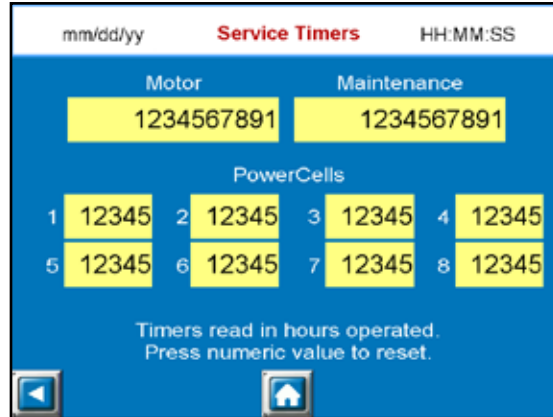 mm/dd/yy Service Timers HH:MM:SS
Motor Maintenance
1234567891 1234567891
PowerCells
1 12345 2 12345 3 12345 4 12345
5 12345 6 12345 7 12345 8 12345
Timers read in hours operated.
Press numeric value to reset.